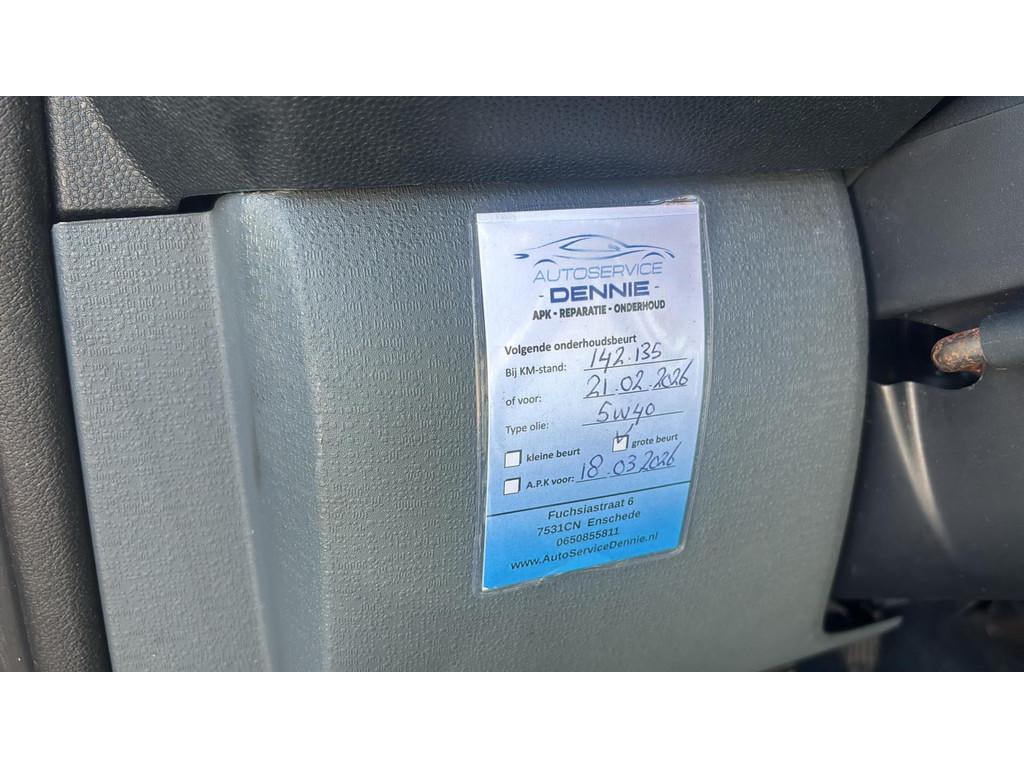 AUTOSERVICE
- DENNIE -
APK - REPARATIE - ONDERHOUD
Volgende onderhoudsbeurt
Bij KM-stand: 142.135
of voor: 21.02.2026
Type olie: 5W40
kleine beurt grote beurt
A.P.K voor: 18.03.2026
Fuchsiastraat 6
7531CN Enschede
0650855811
www.AutoServiceDennie.nl